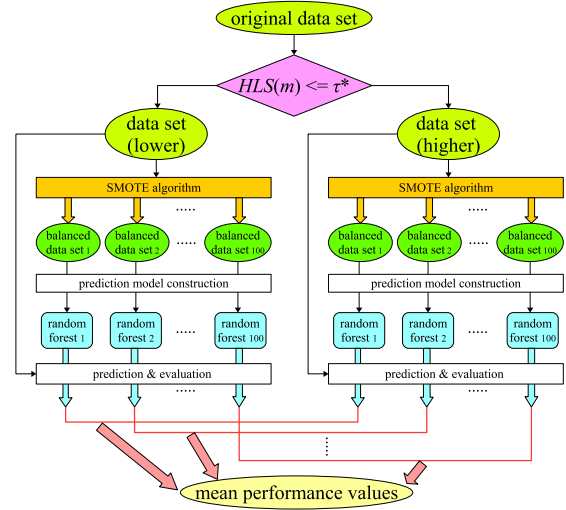 original data set
HLS(m) <= τ*
data set
(lower)
data set
(higher)
SMOTE algorithm
SMOTE algorithm
.....
.....
balanced
data set 1
balanced
data set 2
.....
balanced
data set 100
balanced
data set 1
balanced
data set 2
.....
balanced
data set 100
prediction model construction
prediction model construction
random
forest 1
random
forest 2
.....
random
forest 100
random
forest 1
random
forest 2
.....
random
forest 100
prediction & evaluation
prediction & evaluation
.....
.....
.....
mean performance values